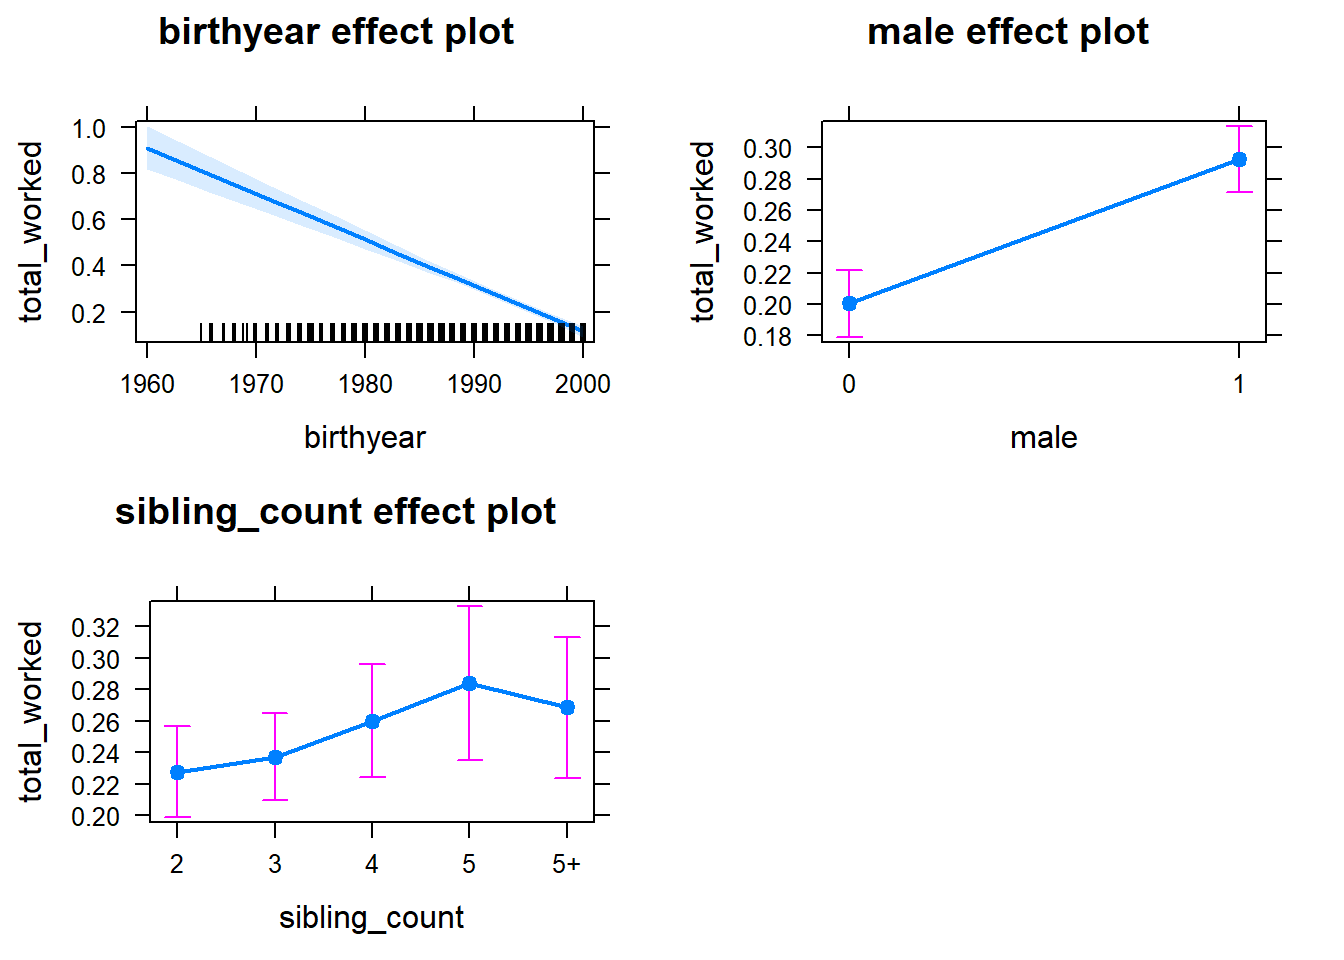 birthyear effect plot
total_worked
1.0
0.8
0.6
0.4
0.2
1960 1970 1980 1990 2000
birthyear
male effect plot
total_worked
0.30
0.28
0.26
0.24
0.22
0.20
0.18
0 1
male
sibling_count effect plot
total_worked
0.32
0.30
0.28
0.26
0.24
0.22
0.20
2 3 4 5 5+
sibling_count